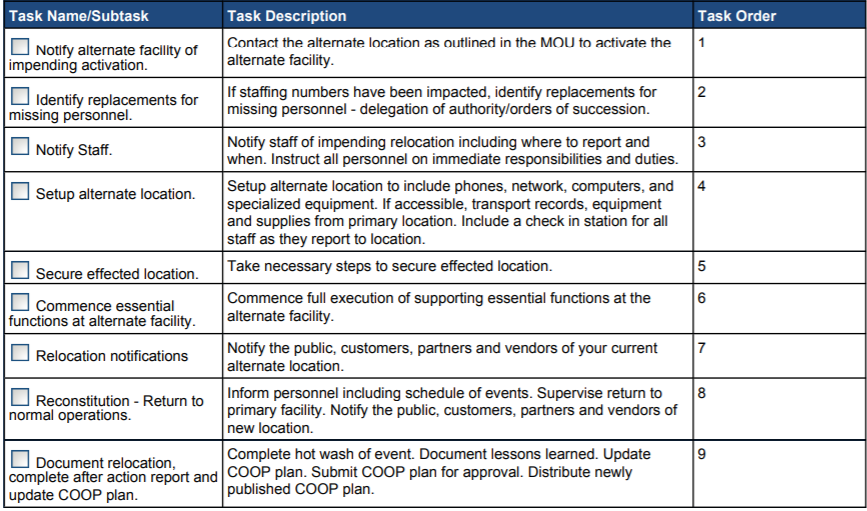 Task Name/Subtask Task Description Task Order
Notify alternate facility of
impending activation.
Contact the alternate location as outlined in the MOU to activate the
alternate facility.
1
Identify replacements for
missing personnel.
If staffing numbers have been impacted, identify replacements for
missing personnel - delegation of authority/orders of succession.
2
Notify Staff.
Notify staff of impending relocation including where to report and
when. Instruct all personnel on immediate responsibilities and duties.
3
Setup alternate location.
Setup alternate location to include phones, network, computers, and
specialized equipment. If accessible, transport records, equipment
and supplies from primary location. Include a check in station for all
staff as they report to location.
4
Secure effected location.
Take necessary steps to secure effected location.
5
Commence essential
functions at alternate facility.
Commence full execution of supporting essential functions at the
alternate facility.
6
Relocation notifications
Notify the public, customers, partners and vendors of your current
alternate location.
7
Reconstitution - Return to
normal operations.
Inform personnel including schedule of events. Supervise return to
primary facility. Notify the public, customers, partners and vendors of
new location.
8
Document relocation,
complete after action report and
update COOP plan.
Complete hot wash of event. Document lessons learned. Update
COOP plan. Submit COOP plan for approval. Distribute newly
published COOP plan.
9